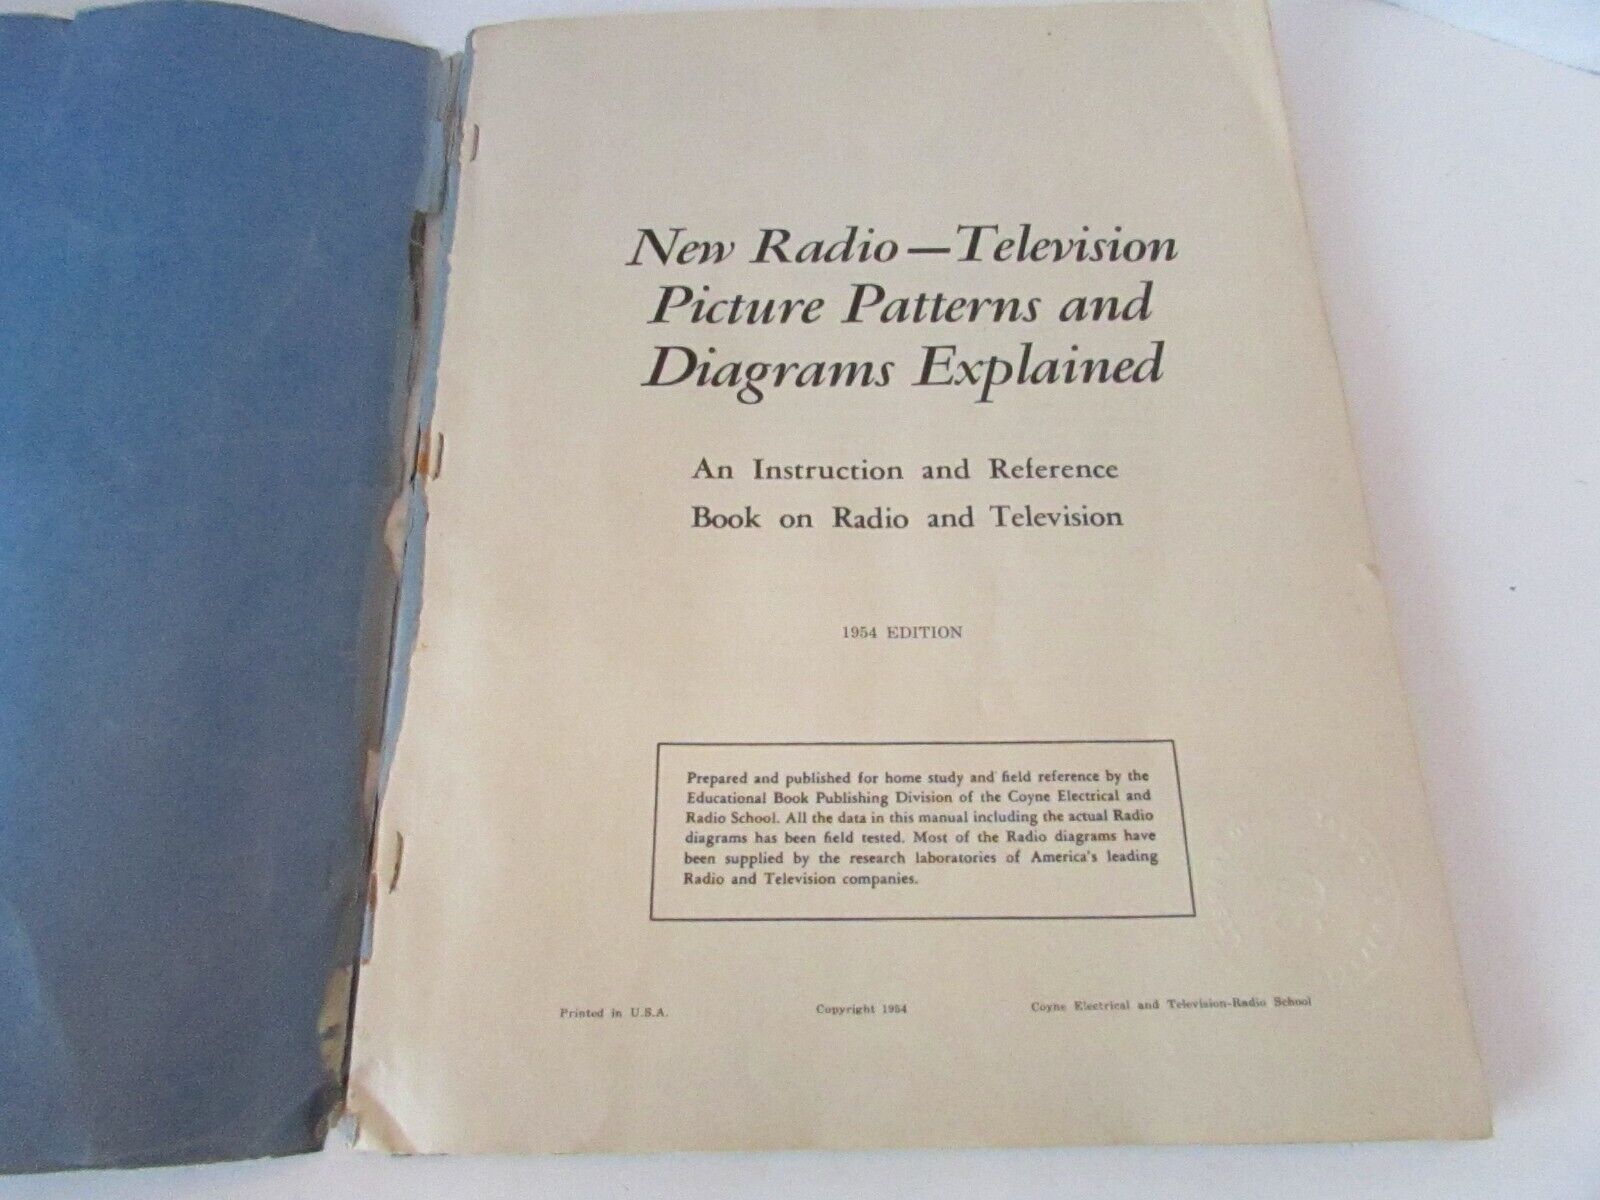 New Radio—Television
Picture Patterns and
Diagrams Explained
An Instruction and Reference
Book on Radio and Television
1954 EDITION
Prepared and published for home study and field reference by the
Educational Book Publishing Division of the Coyne Electrical and
Radio School. All the data in this manual including the actual Radio
diagrams has been field tested. Most of the Radio diagrams have
been supplied by the research laboratories of America's leading
Radio and Television companies.
Printed in U.S.A. Copyright 1954 Coyne Electrical and Television-Radio School